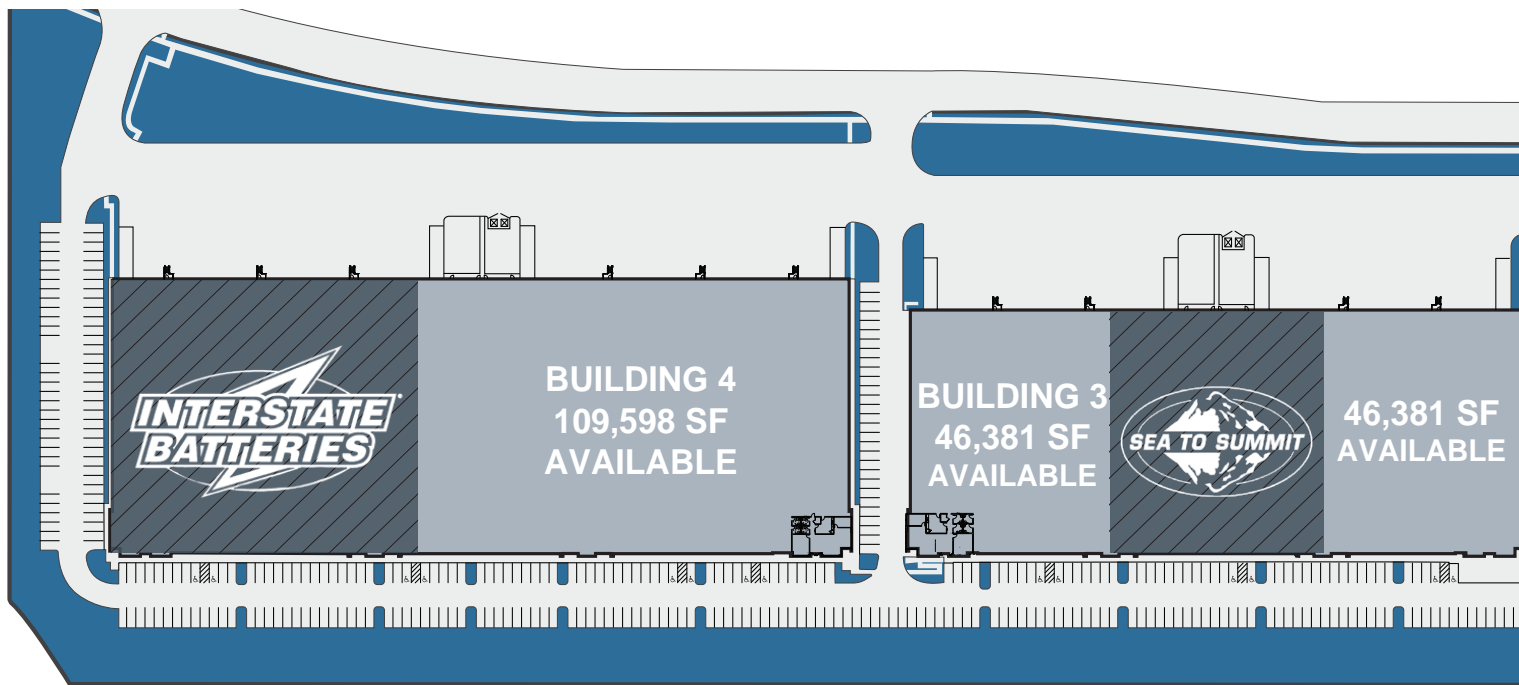 INTERSTATE
BATTERIES
BUILDING 4
109,598 SF
AVAILABLE
BUILDING 3
46,381 SF
AVAILABLE
SEA TO SUMMIT
46,381 SF
AVAILABLE